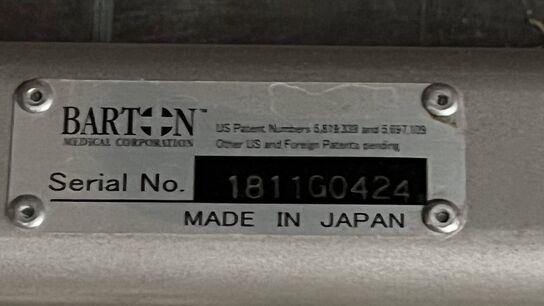 BARTON™
MEDICAL CORPORATION
US Patent Numbers 5,819,339 and 5,697,109
Other US and Foreign Patents pending
Serial No. 1811G0424
MADE IN JAPAN